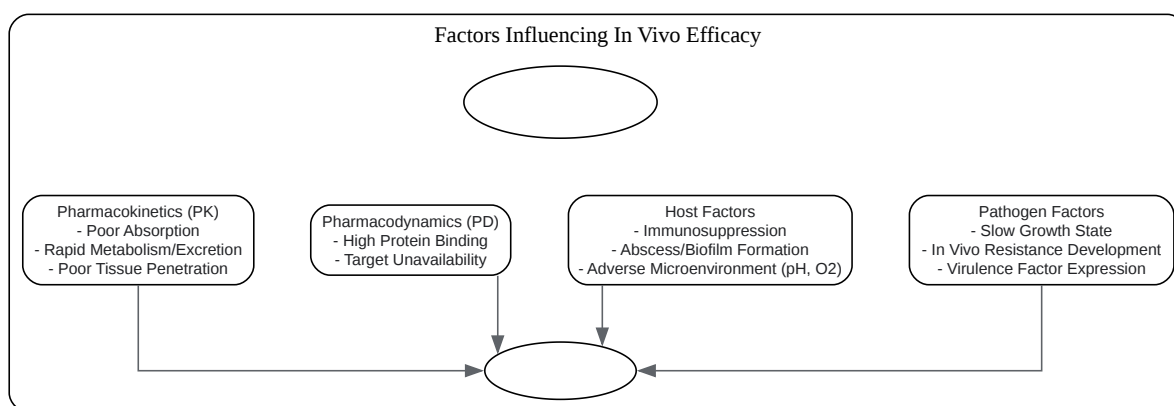 Factors Influencing In Vivo Efficacy
Pharmacokinetics (PK)
- Poor Absorption
- Rapid Metabolism/Excretion
- Poor Tissue Penetration
Pharmacodynamics (PD)
- High Protein Binding
- Target Unavailability
Host Factors
- Immunosuppression
- Abscess/Biofilm Formation
- Adverse Microenvironment (pH, O2)
Pathogen Factors
- Slow Growth State
- In Vivo Resistance Development
- Virulence Factor Expression